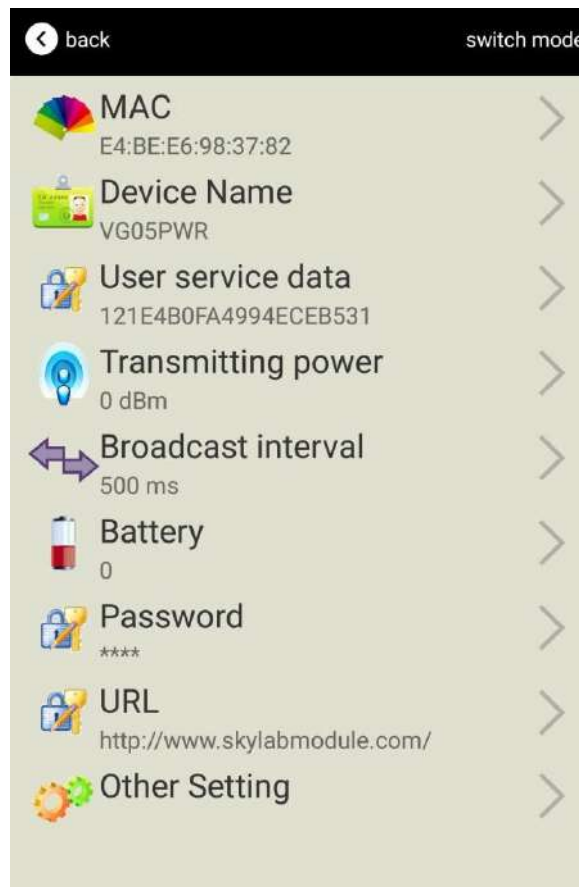 back
switch mode
MAC
E4:BE:E6:98:37:82
Device Name
VG05PWR
User service data
121E4B0FA4994ECEB531
Transmitting power
0 dBm
Broadcast interval
500 ms
Battery
0
Password
****
URL
http://www.skylabmodule.com/
Other Setting